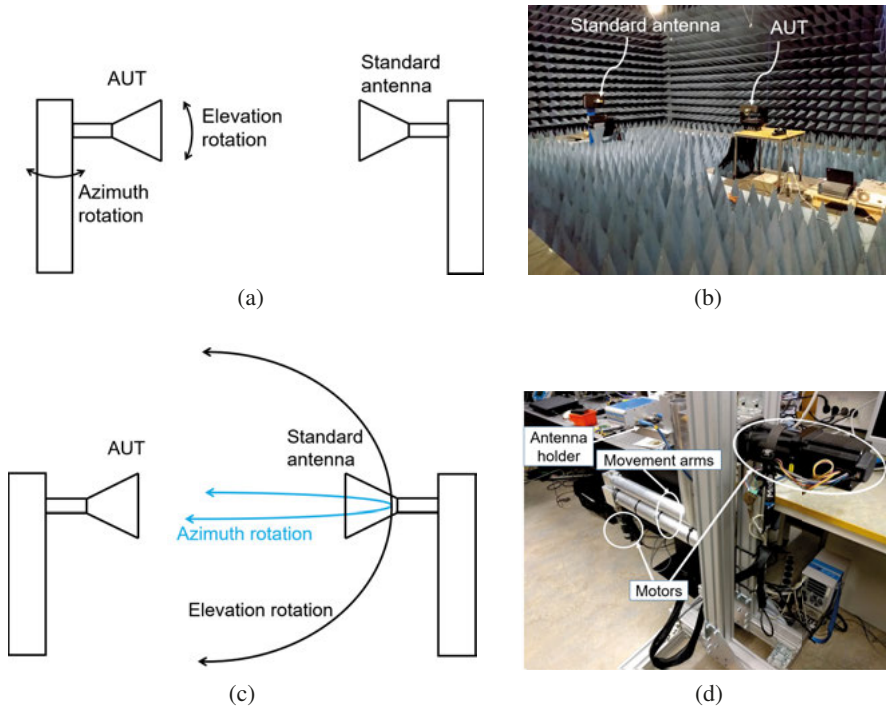 AUT
Standard
antenna
Elevation
rotation
Azimuth
rotation
(a)
Standard antenna
AUT
(b)
AUT
Standard
antenna
Azimuth rotation
Elevation rotation
(c)
Antenna
holder
Movement arms
Motors
(d)